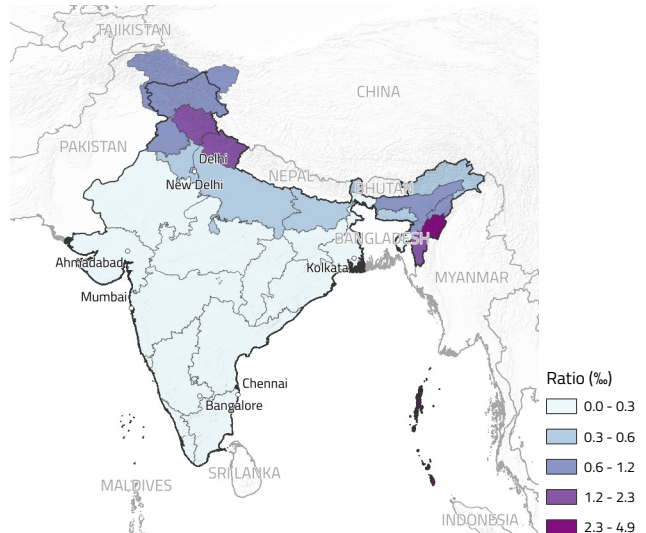 TAJIKISTAN
CHINA
PAKISTAN
Delhi
NEPAL
New Delhi
BHUTAN
BANGLADESH
Ahmadabad
Kolkata
MYANMAR
Mumbai
Ratio (‰)
Chennai
0.0 - 0.3
Bangalore
0.3 - 0.6
0.6 - 1.2
SRI LANKA
MALDIVES
1.2 - 2.3
INDONESIA
2.3 - 4.9